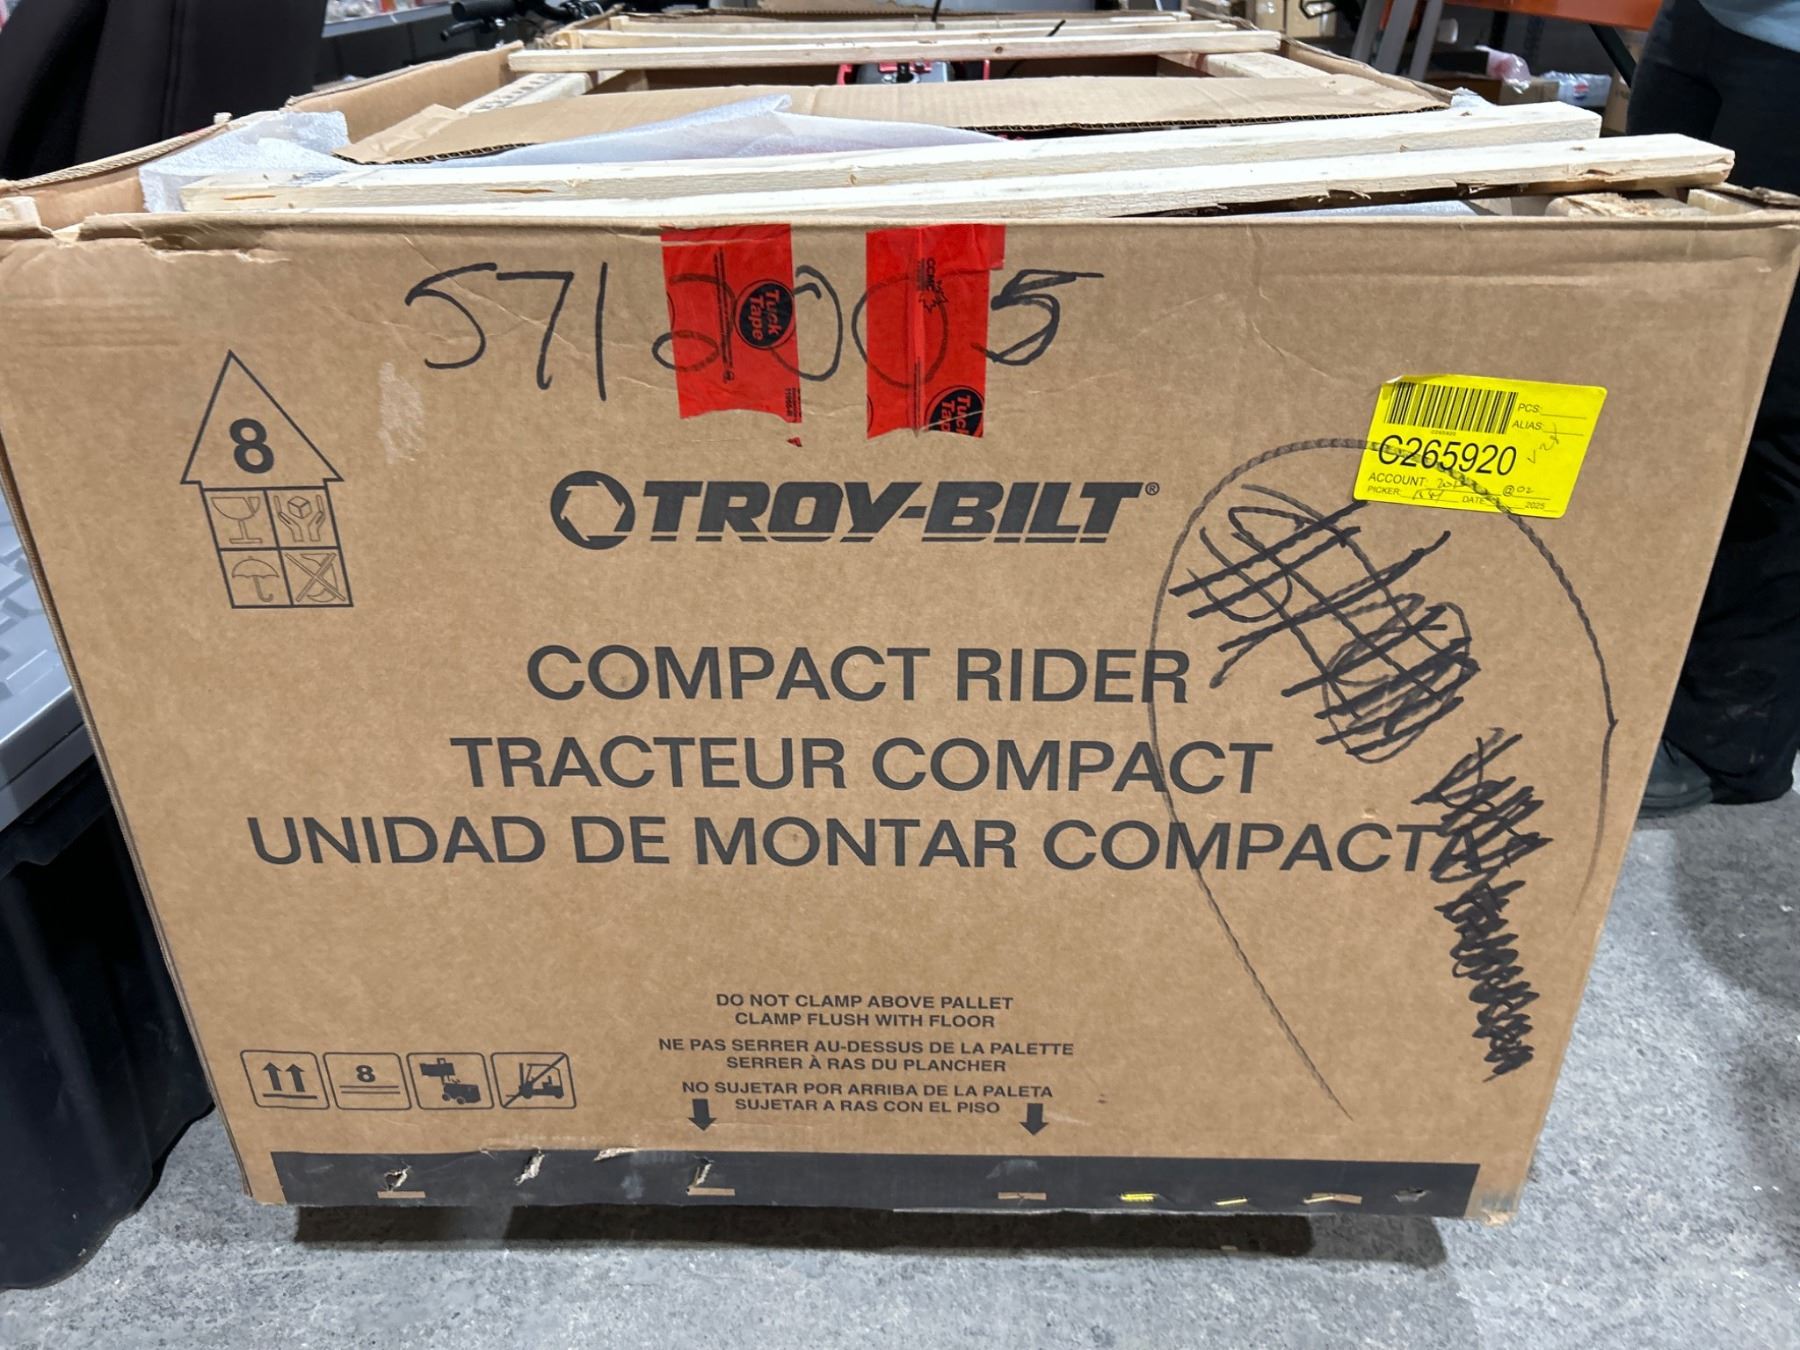 5712005
Tuck
Tape
CCMC
Tuck
Tape
8
PCS:
ALIAS:
C265920
ACCOUNT: @02
PICKER: DATE 2025
TROY-BILT®
COMPACT RIDER
TRACTEUR COMPACT
UNIDAD DE MONTAR COMPACTA
DO NOT CLAMP ABOVE PALLET
CLAMP FLUSH WITH FLOOR
NE PAS SERRER AU-DESSUS DE LA PALETTE
SERRER À RAS DU PLANCHER
NO SUJETAR POR ARRIBA DE LA PALETA
SUJETAR A RAS CON EL PISO
8